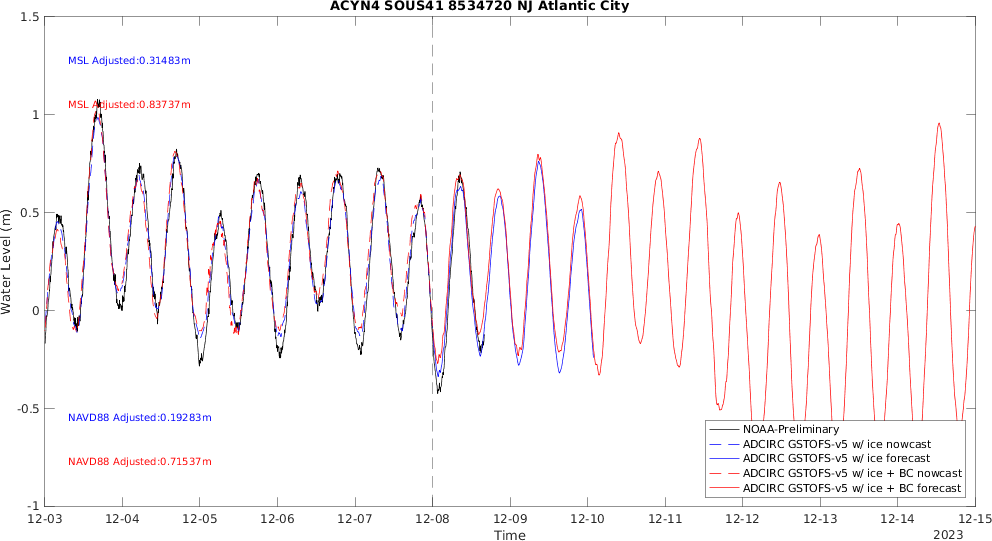 ACYN4 SOUS41 8534720 NJ Atlantic City
1.5
1
0.5
0
-0.5
-1
Water Level (m)
MSL Adjusted:0.31483m
MSL Adjusted:0.83737m
NAVD88 Adjusted:0.19283m
NAVD88 Adjusted:0.71537m
NOAA-Preliminary
ADCIRC GSTOFS-v5 w/ ice nowcast
ADCIRC GSTOFS-v5 w/ ice forecast
ADCIRC GSTOFS-v5 w/ ice + BC nowcast
ADCIRC GSTOFS-v5 w/ ice + BC forecast
12-03 12-04 12-05 12-06 12-07 12-08 12-09 12-10 12-11 12-12 12-13 12-14 12-15
Time
2023